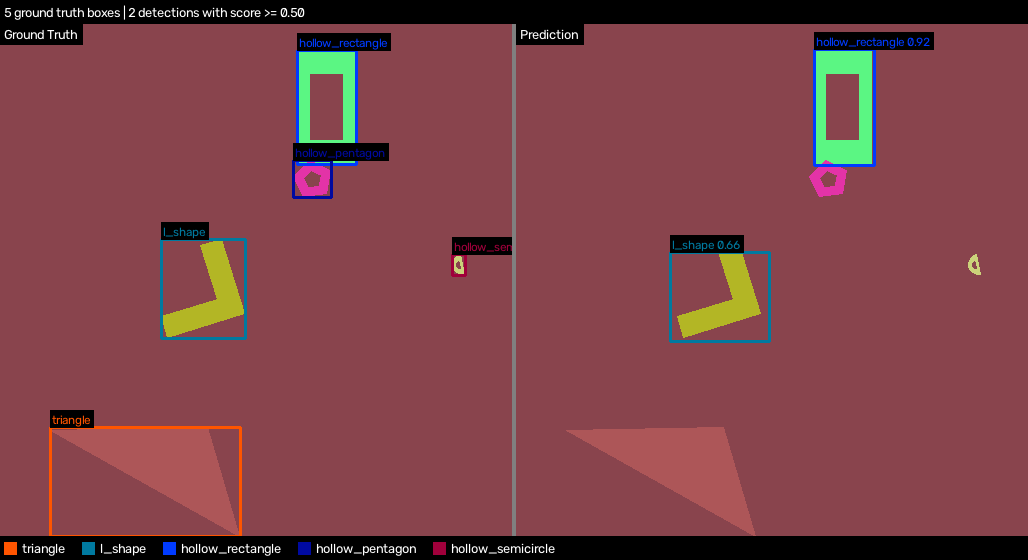 5 ground truth boxes | 2 detections with score >= 0.50
Ground Truth
Prediction
hollow_rectangle
hollow_rectangle 0.92
hollow_pentagon
l_shape
hollow_sen
l_shape 0.66
triangle
triangle
l_shape
hollow_rectangle
hollow_pentagon
hollow_semicircle